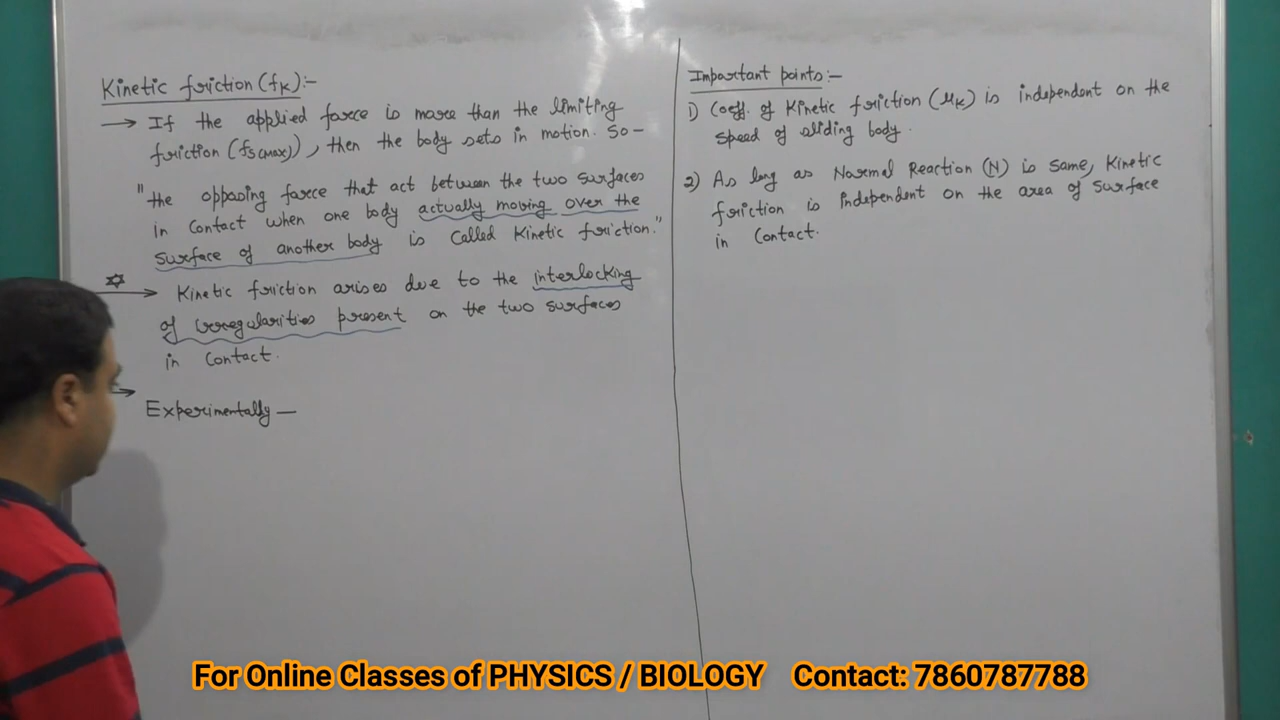 Kinetic friction (fK):-
→ If the applied force is more than the limiting
friction (fs(max)), then the body sets in motion. So-
"the opposing force that act between the two surfaces
in Contact when one body actually moving over the
surface of another body is Called Kinetic friction."
Kinetic friction arises due to the interlocking
of irregularities present on the two surfaces
in Contact.
Experimentally —
Important points:-
1) Coeff. of Kinetic friction (μK) is independent on the
speed of sliding body.
2) As long as Normal Reaction (N) is same, Kinetic
friction is independent on the area of surface
in Contact.
For Online Classes of PHYSICS / BIOLOGY Contact: 7860787788